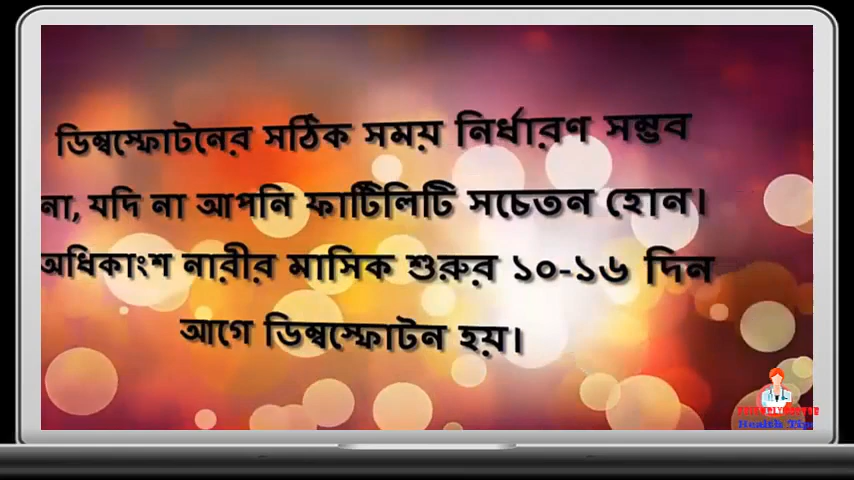 ডিম্বস্ফোটনের সঠিক সময় নির্ধারণ সম্ভব
না, যদি না আপনি ফার্টিলিটি সচেতন হোন।
অধিকাংশ নারীর মাসিক শুরুর ১০-১৬ দিন
আগে ডিম্বস্ফোটন হয়।
Health Tip